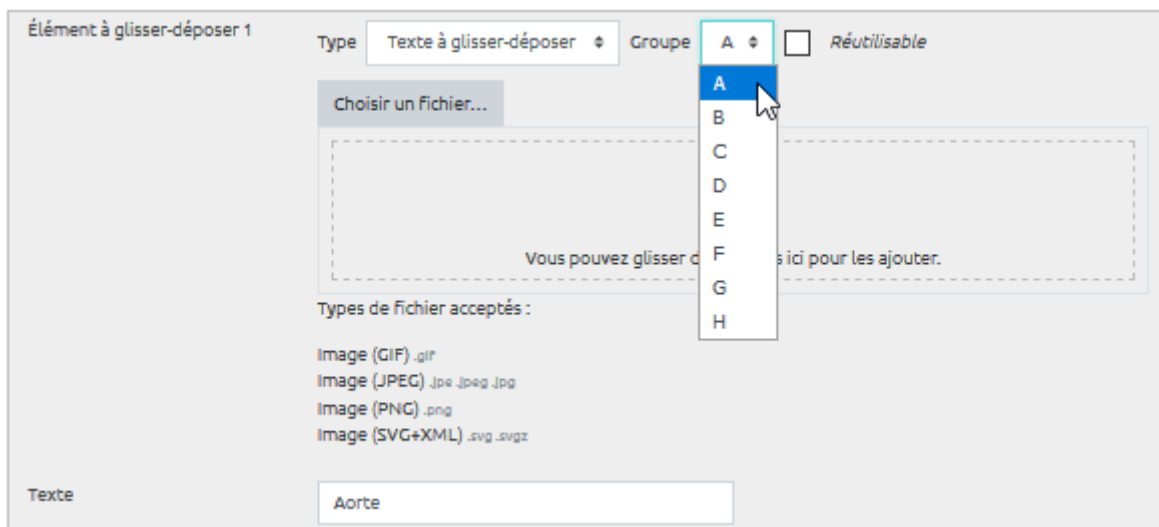 Élément à glisser-déposer 1
Type Texte à glisser-déposer Groupe A Réutilisable
A
Choisir un fichier...
B
C
D
E
Vous pouvez glisser d
F
s ici pour les ajouter.
G
Types de fichier acceptés :
H
Image (GIF) .gif
Image (JPEG) .jpe .jpeg .jpg
Image (PNG) .png
Image (SVG+XML) .svg .svgz
Texte
Aorte